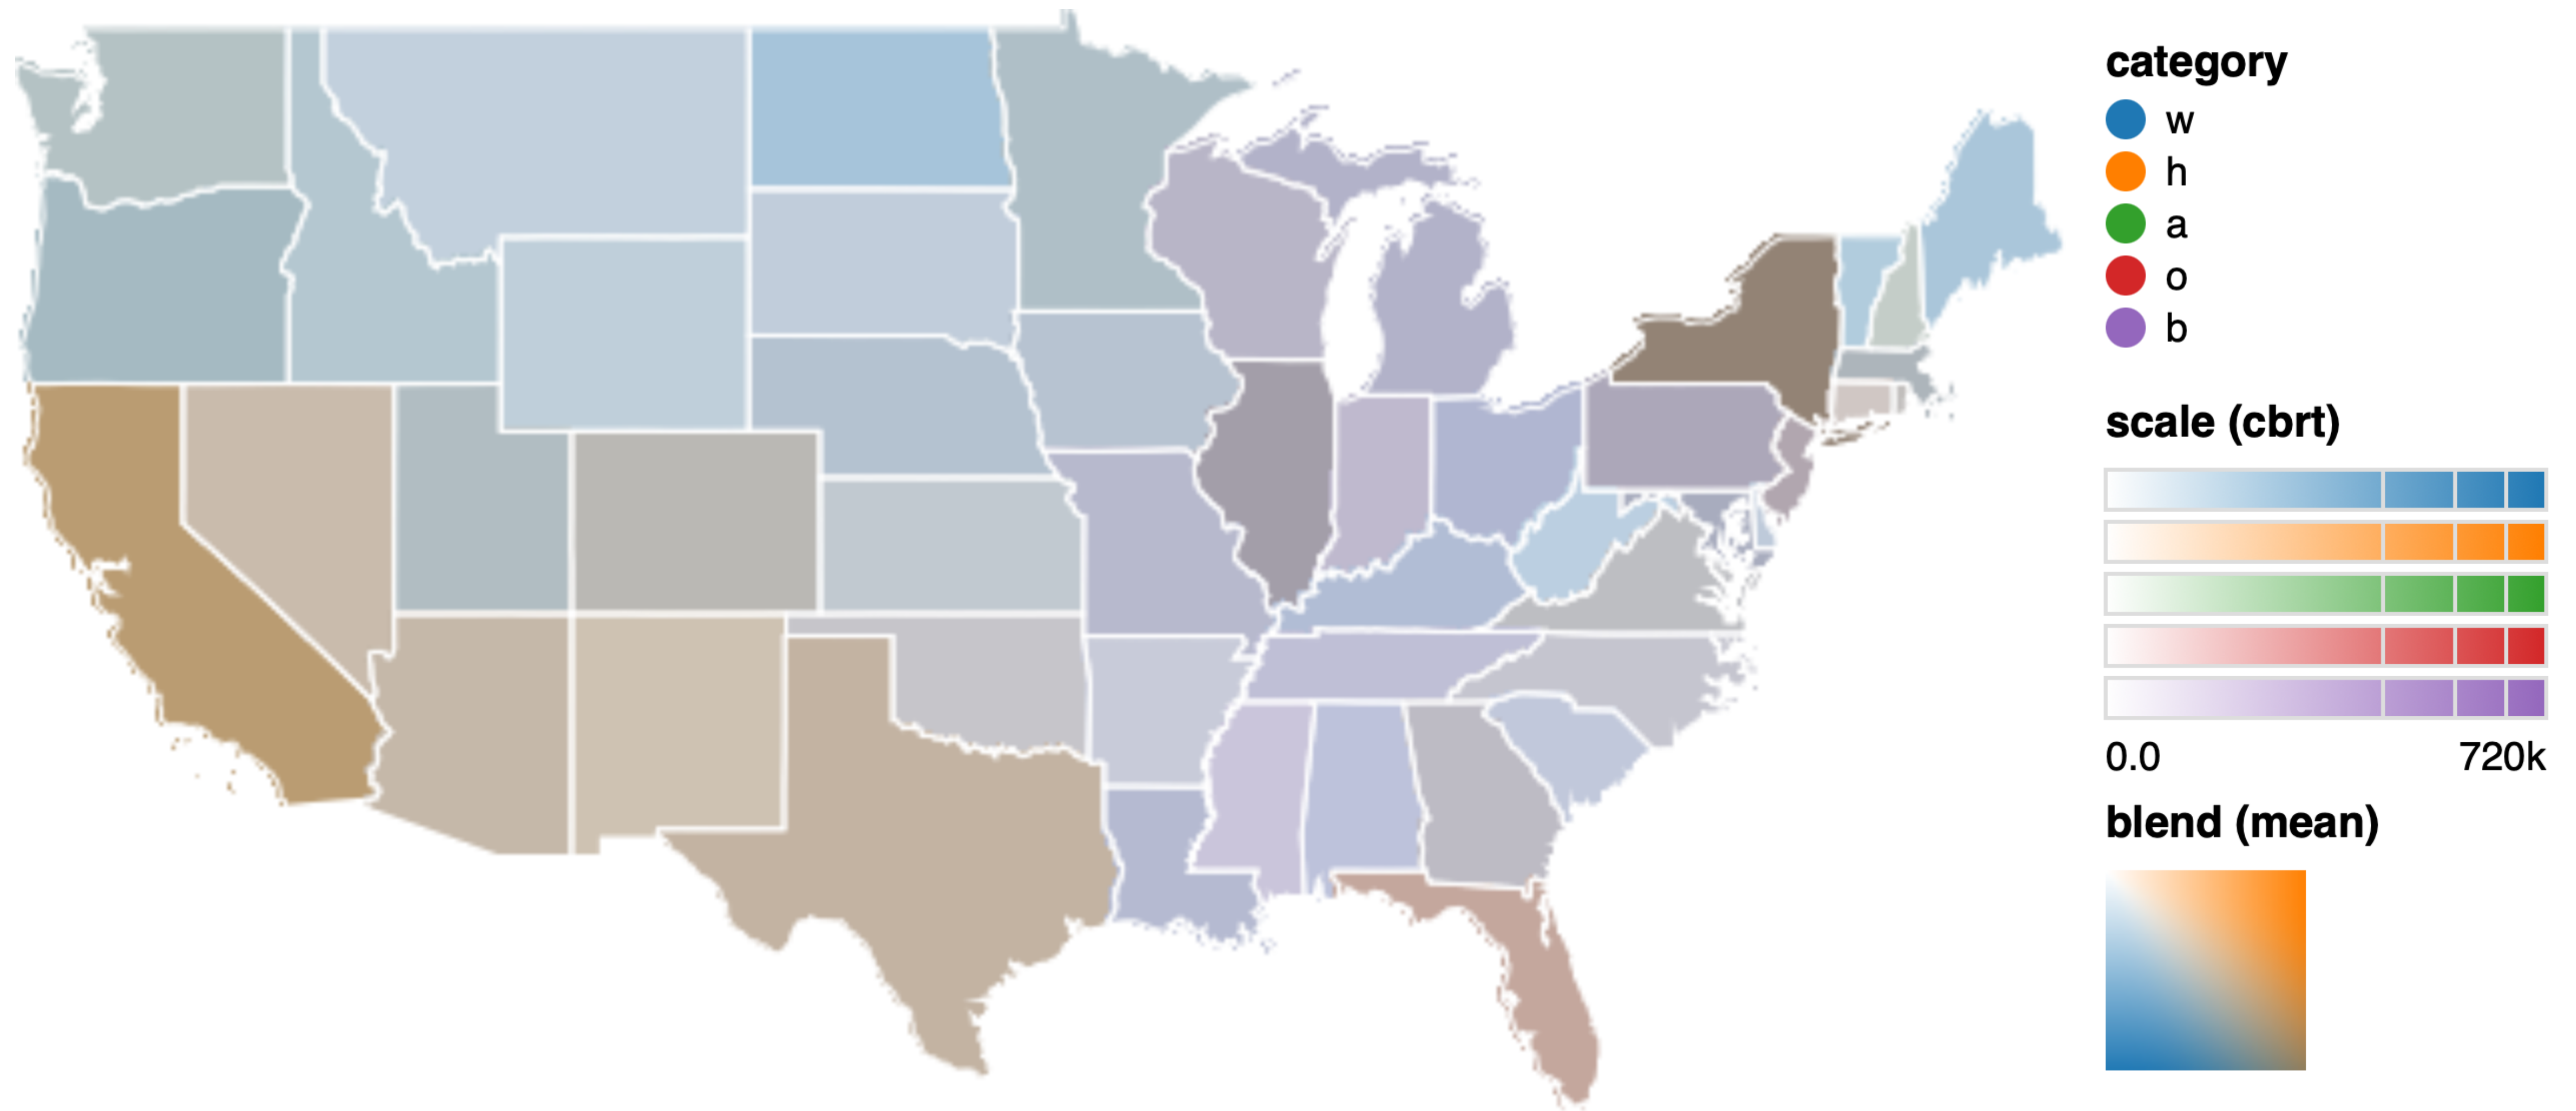 category
w
h
a
o
b
scale (cbrt)
0.0 720k
blend (mean)